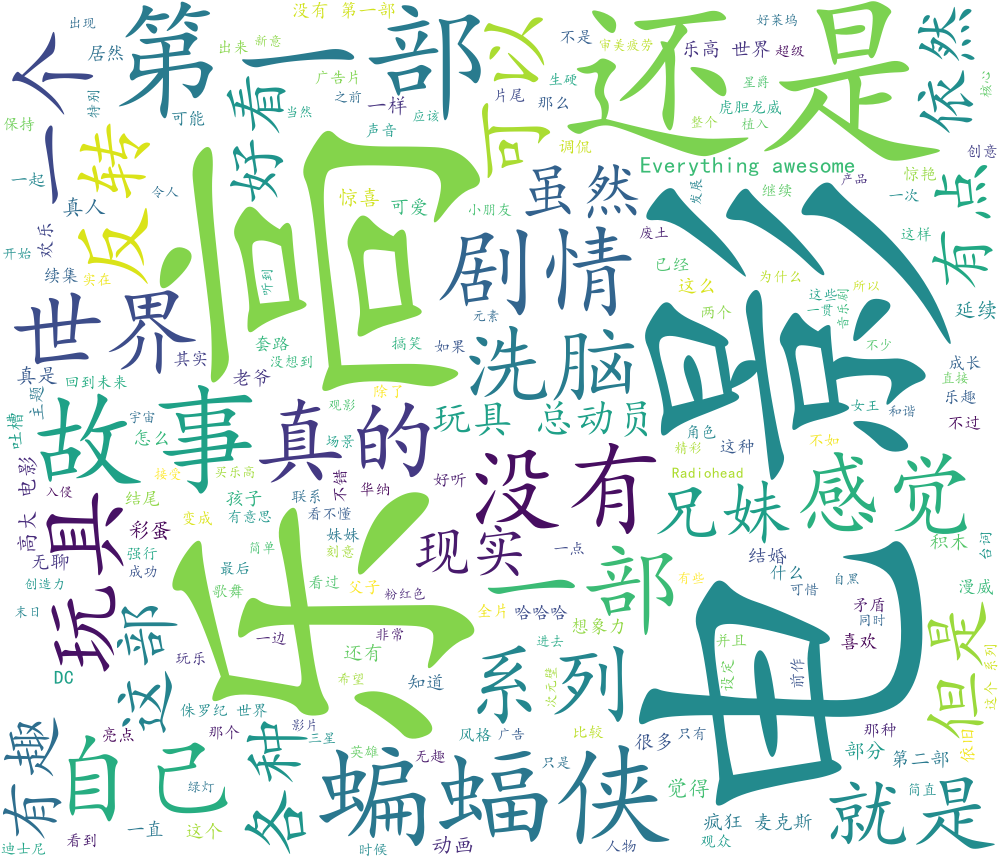 出现
没有 第一部
好莱坞
居然
出来
新意
不是
审美疲劳
乐高 世界
超级
第一部
还是
依然
核心
一个
特别
广告片
之前
一样
片尾
那么
生硬
星爵
虎胆龙威
可以
保持
可能
好看
当然
声音
应该
调侃
整个
植入
反转
Everything awesome
创意
一起
真人
令人
惊喜
可爱
小朋友
虽然
发展
继续
产品
惊艳
一次
有点
开始
欢乐
续集
实在
听到
乐高
剧情
废土
电影
这样
已经
这么
为什么
这些
所以
世界
元素
一贯
音乐剧
延续
两个
其实
套路
没想到
搞笑
如果
洗脑
不少
真是
回到未来
老爷
除了
成长
直接
主题
吐槽
故事
宇宙
怎么
真的
观影
玩具 总动员
女王
和谐
乐趣
不过
场景
角色
这种
精彩
不如
电影
接受
买乐高
不错
华纳
好听
没有
Radiohead
感觉
兄妹
入侵
玩具
高大
结尾
变成
孩子
有意思
联系
看不懂
彩蛋
妹妹
刻意
现实
无聊
强行
成功
一点
结婚
积木
台词
创造力
简单
最后
看过
父子
一部
什么
可惜
自黑
有些
漫威
末日
这部
歌舞
粉红色
全片
哈哈哈
矛盾
同时
想象力
喜欢
但是
一边
非常
进去
玩乐
还有
并且
DC
希望
知道
系列
次元壁
设定
前作
系列
这个
侏罗纪 世界
影片
那个
亮点
各种
三星
风格
广告
比较
很多
只有
那种
依旧
有趣
自己
英雄
无趣
蝙蝠侠
只是
部分
第二部
绿灯
觉得
简直
就是
看到
一直
这个
疯狂 麦克斯
迪士尼
时候
动画
人物
观众